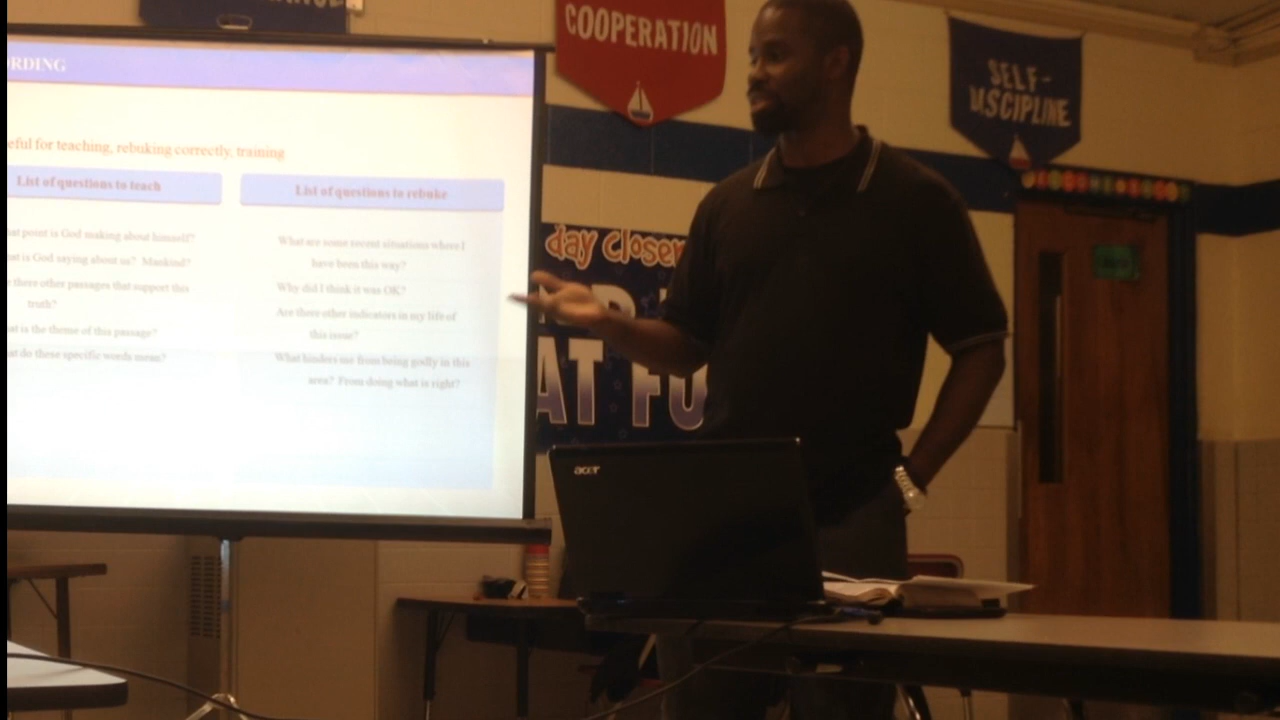 COOPERATION
SELF-
DISCIPLINE
ORDING
eful for teaching, rebuking correctly, training
List of questions to teach
at point is God making about himself?
at is God saying about us? Mankind?
there other passages that support this
truth?
at is the theme of this passage?
at do these specific words mean?
List of questions to rebuke
What are some recent situations where I
have been this way?
Why did I think it was OK?
Are there other indicators in my life of
this issue?
What hinders me from being godly in this
area? From doing what is right?
day closer
AT FU
acer